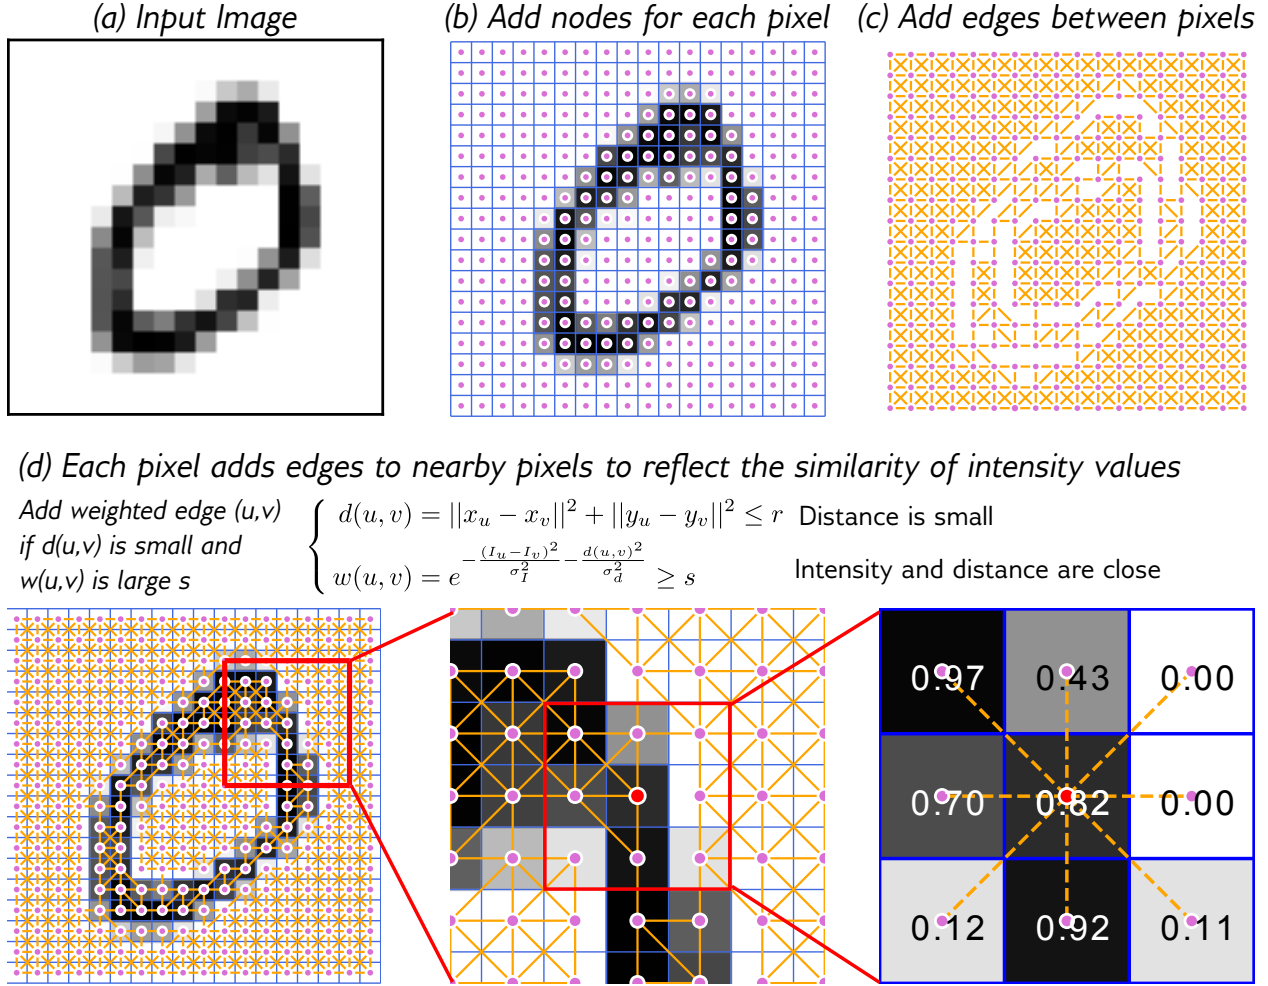 (a) Input Image
(b) Add nodes for each pixel
(c) Add edges between pixels
(d) Each pixel adds edges to nearby pixels to reflect the similarity of intensity values
Add weighted edge (u,v)
if d(u,v) is small and
w(u,v) is large s
d(u, v) = ||x_u − x_v||^2 + ||y_u − y_v||^2 ≤ r Distance is small
w(u, v) = e^{−\frac{(I_u−I_v)^2}{σ_I^2}−\frac{d(u,v)^2}{σ_d^2}} ≥ s Intensity and distance are close
0.97 0.43 0.00
0.70 0.82 0.00
0.12 0.92 0.11